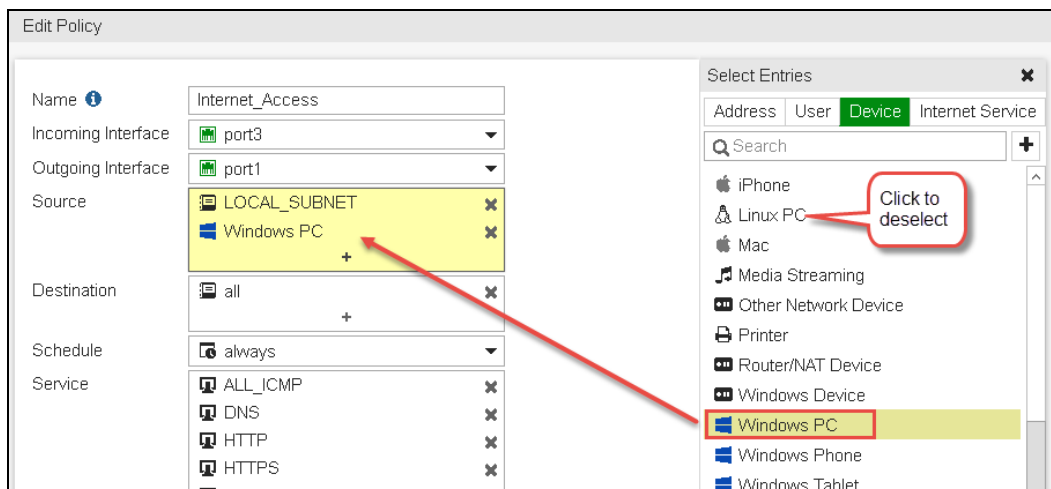 Edit Policy
Name
Internet_Access
Incoming Interface
port3
Outgoing Interface
port1
Source
LOCAL_SUBNET
Windows PC
+
Destination
all
+
Schedule
always
Service
ALL_ICMP
DNS
HTTP
HTTPS
Select Entries
Address User Device Internet Service
Search
+
iPhone
Linux PC
Click to
deselect
Mac
Media Streaming
Other Network Device
Printer
Router/NAT Device
Windows Device
Windows PC
Windows Phone
Windows Tablet